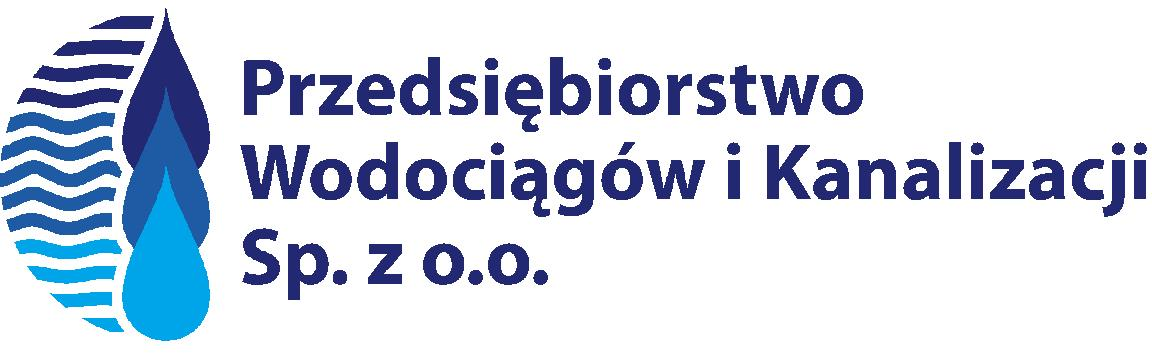 Przedsiębiorstwo
Wodociągów i Kanalizacji
Sp. z o.o.